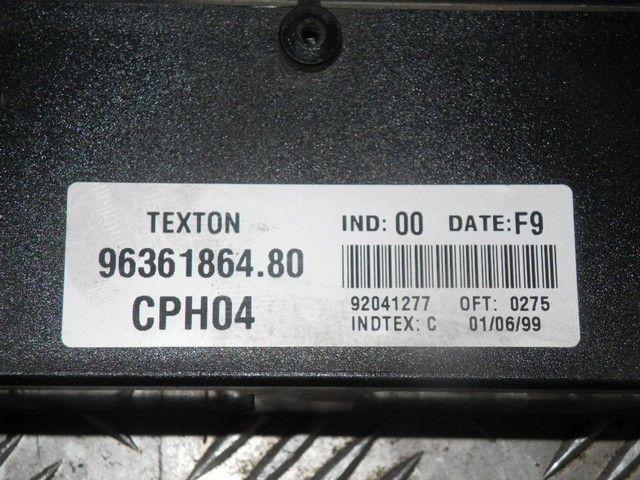 TEXTON
96361864.80
CPH04
IND: 00 DATE: F9
92041277 OFT: 0275
INDTEX: C 01/06/99